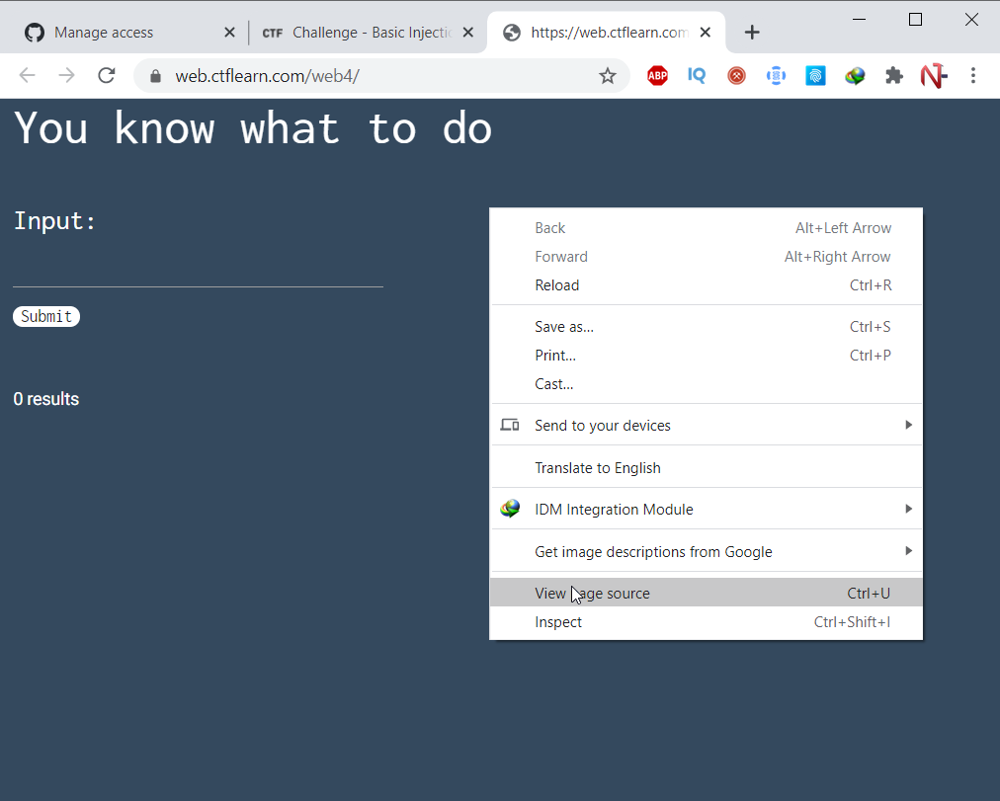 Manage access
CTF Challenge - Basic Injectio
https://web.ctflearn.com
web.ctflearn.com/web4/
ABP
IQ
You know what to do
Input:
Submit
0 results
Back Alt+Left Arrow
Forward Alt+Right Arrow
Reload Ctrl+R
Save as... Ctrl+S
Print... Ctrl+P
Cast...
Send to your devices
Translate to English
IDM Integration Module
Get image descriptions from Google
View page source Ctrl+U
Inspect Ctrl+Shift+I